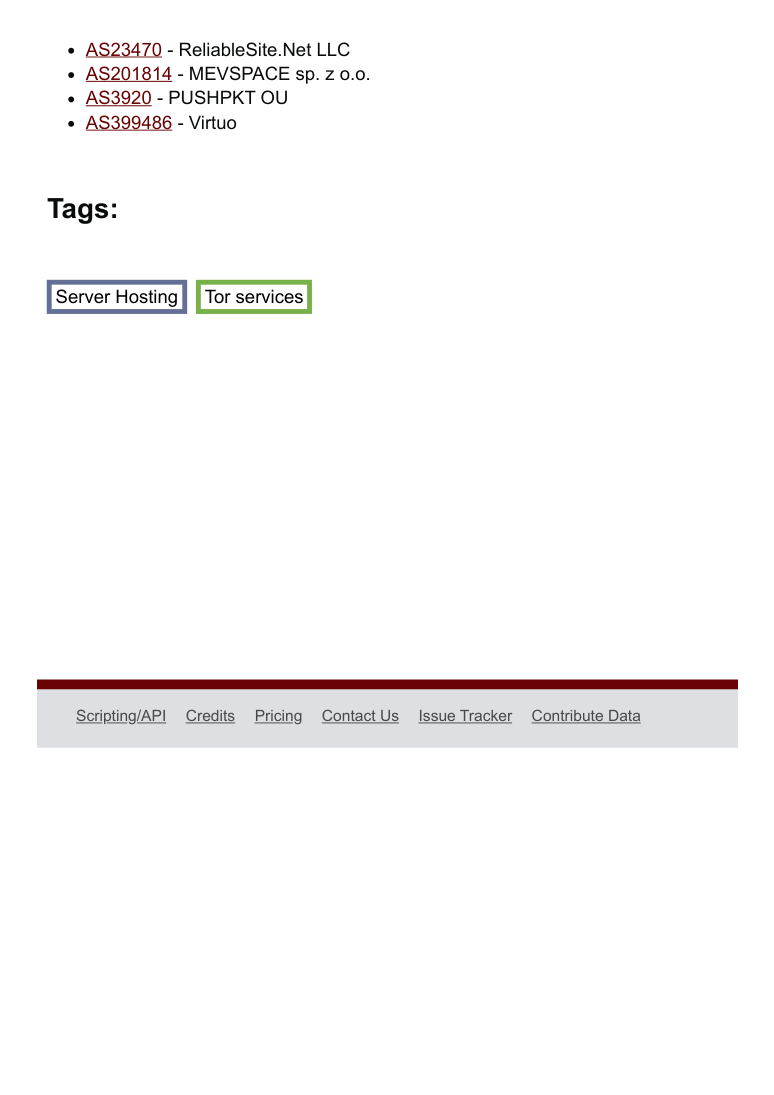 AS23470 - ReliableSite.Net LLC
AS201814 - MEVSPACE sp. z o.o.
AS3920 - PUSHPKT OU
AS399486 - Virtuo
Tags:
Server Hosting Tor services
Scripting/API Credits Pricing Contact Us Issue Tracker Contribute Data